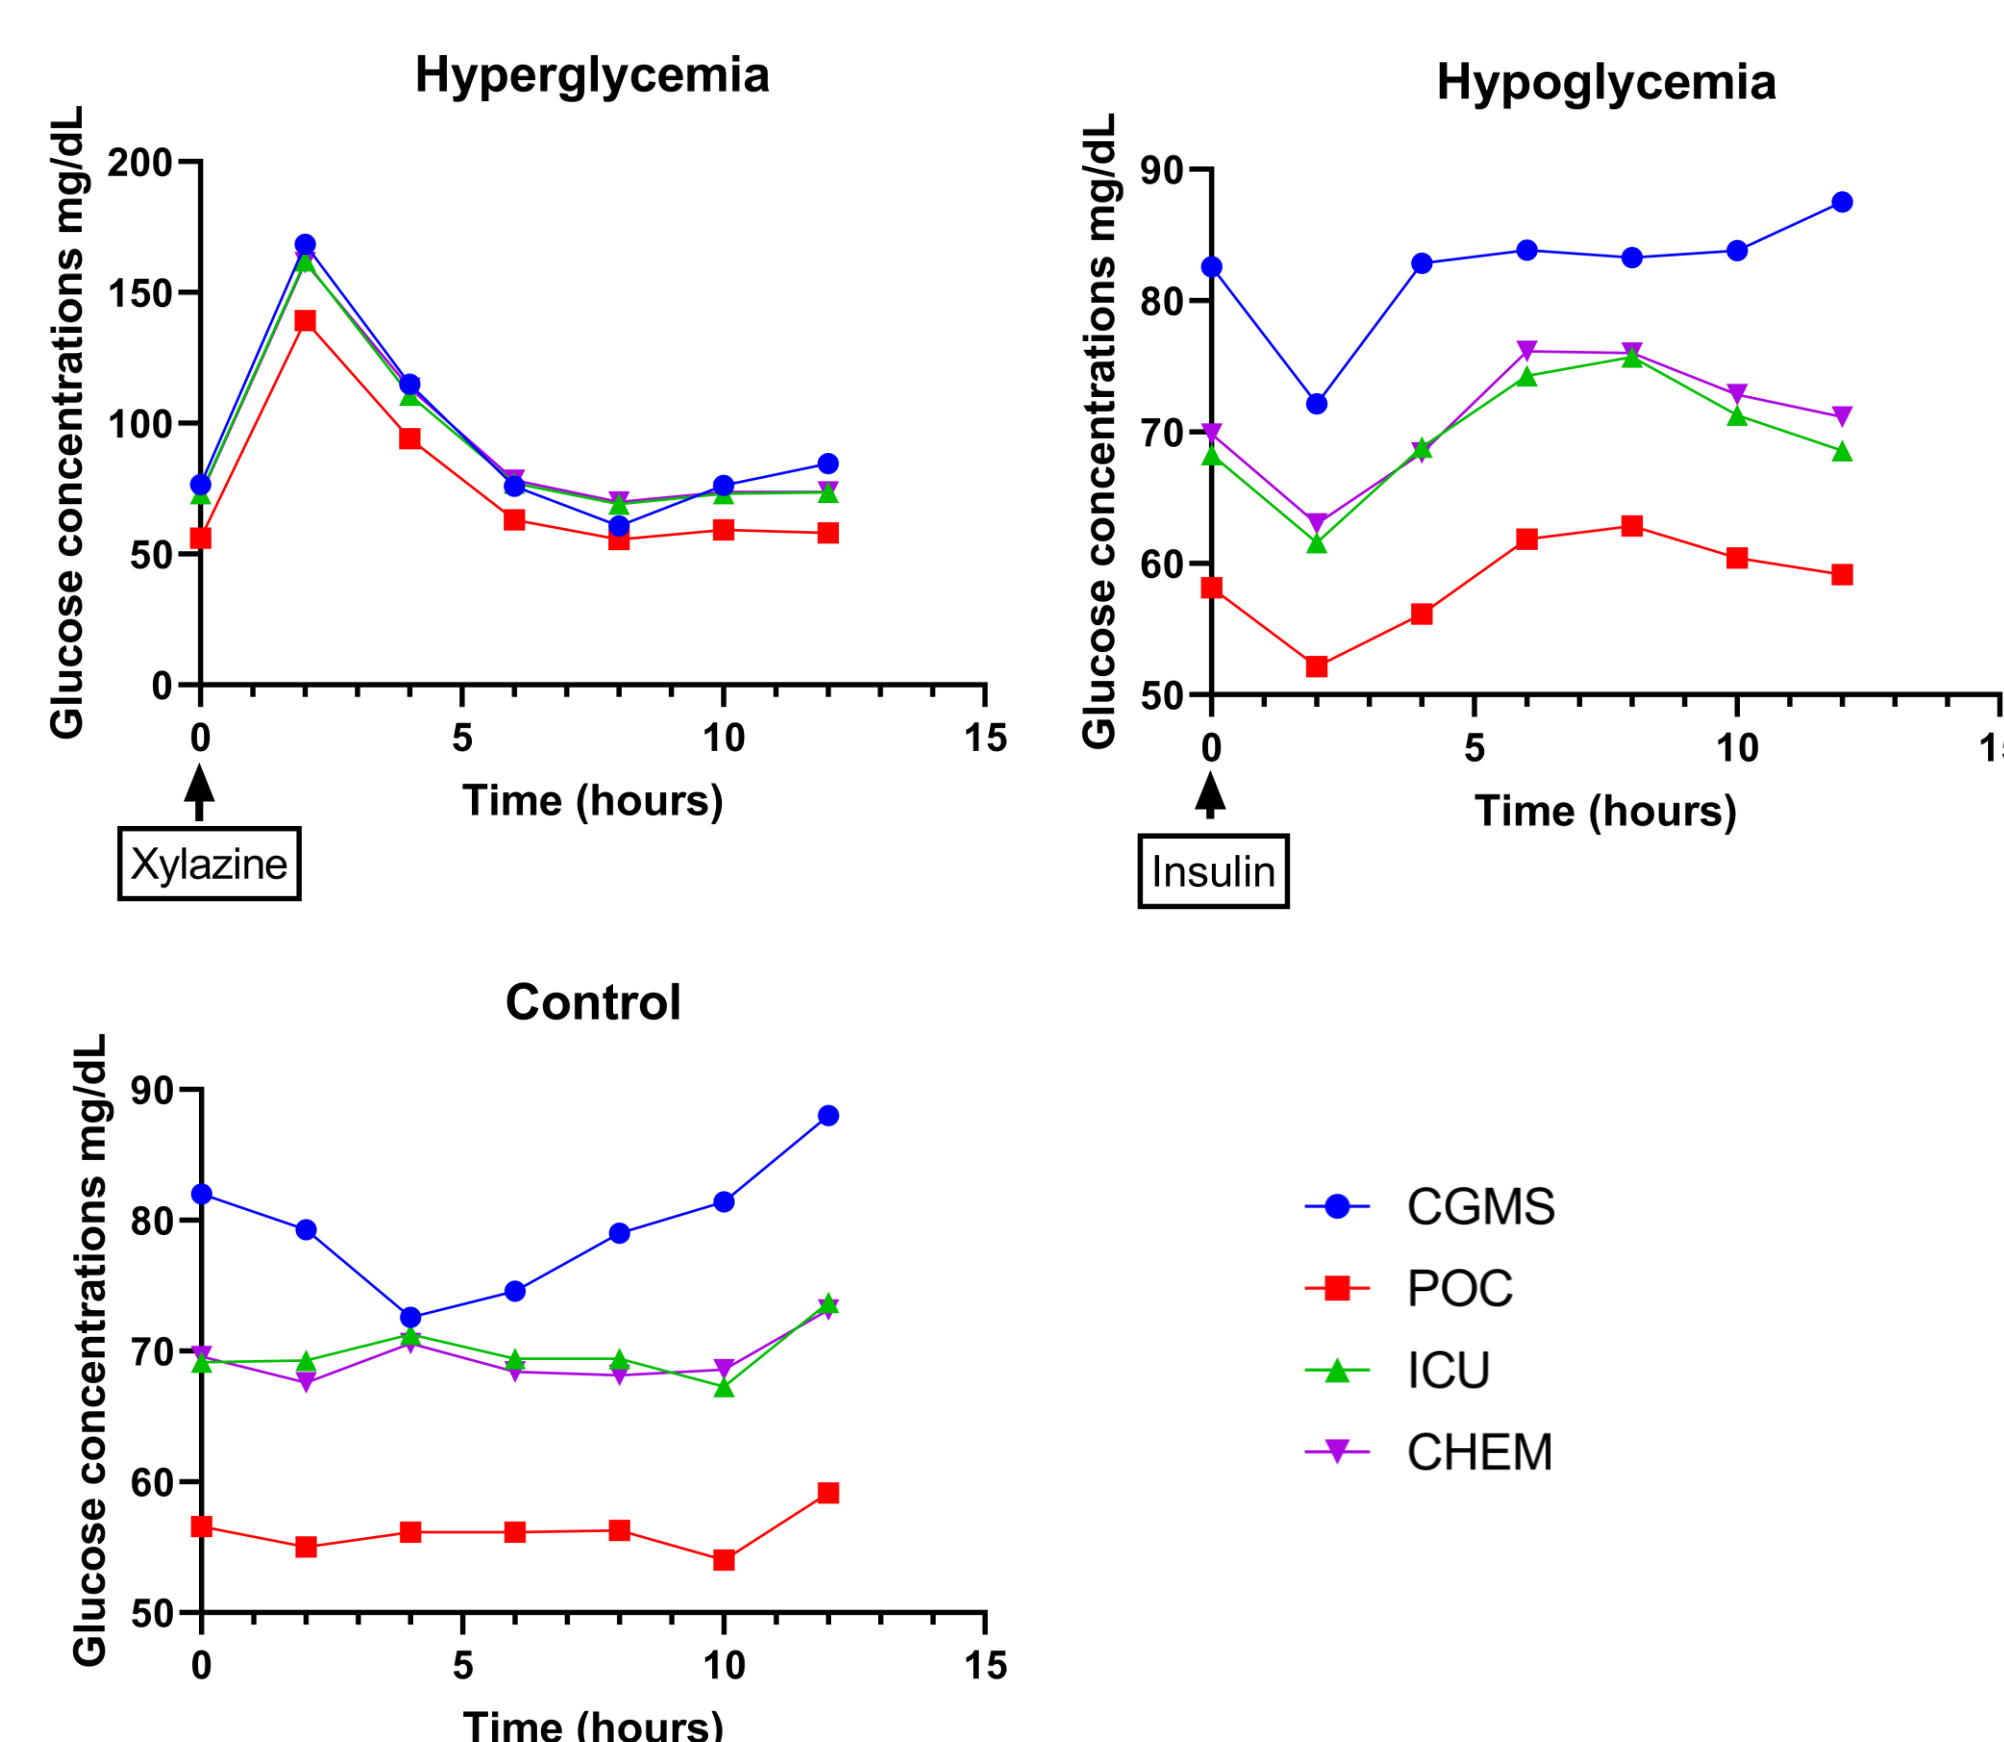 Hyperglycemia
Glucose concentrations mg/dL
200
150
100
50
0
0 5 10 15
Time (hours)
Xylazine
Hypoglycemia
Glucose concentrations mg/dL
90
80
70
60
50
0 5 10
Time (hours)
Insulin
Control
Glucose concentrations mg/dL
90
80
70
60
50
0 5 10 15
Time (hours)
CGMS
POC
ICU
CHEM